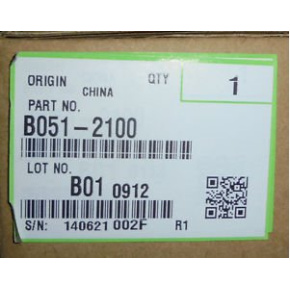 ORIGIN CHINA QTY 1
PART NO.
B051-2100
LOT NO.
B01 0912
S/N: 140621 002F R1